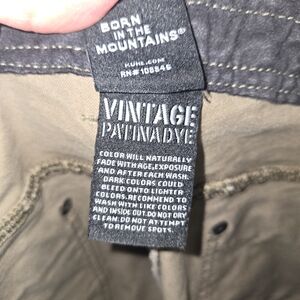 BORN
IN THE
MOUNTAINS®
KUHL.COM
RN#108846
VINTAGE
PATINADYE
COLOR WILL NATURALLY
FADE WITH AGE, EXPOSURE
AND AFTER EACH WASH.
DARK COLORS COULD
BLEED ONTO LIGHTER
COLORS. RECOMMEND TO
WASH WITH LIKE COLORS
AND INSIDE OUT. DO NOT DRY
CLEAN. DO NOT ATTEMPT
TO REMOVE SPOTS.